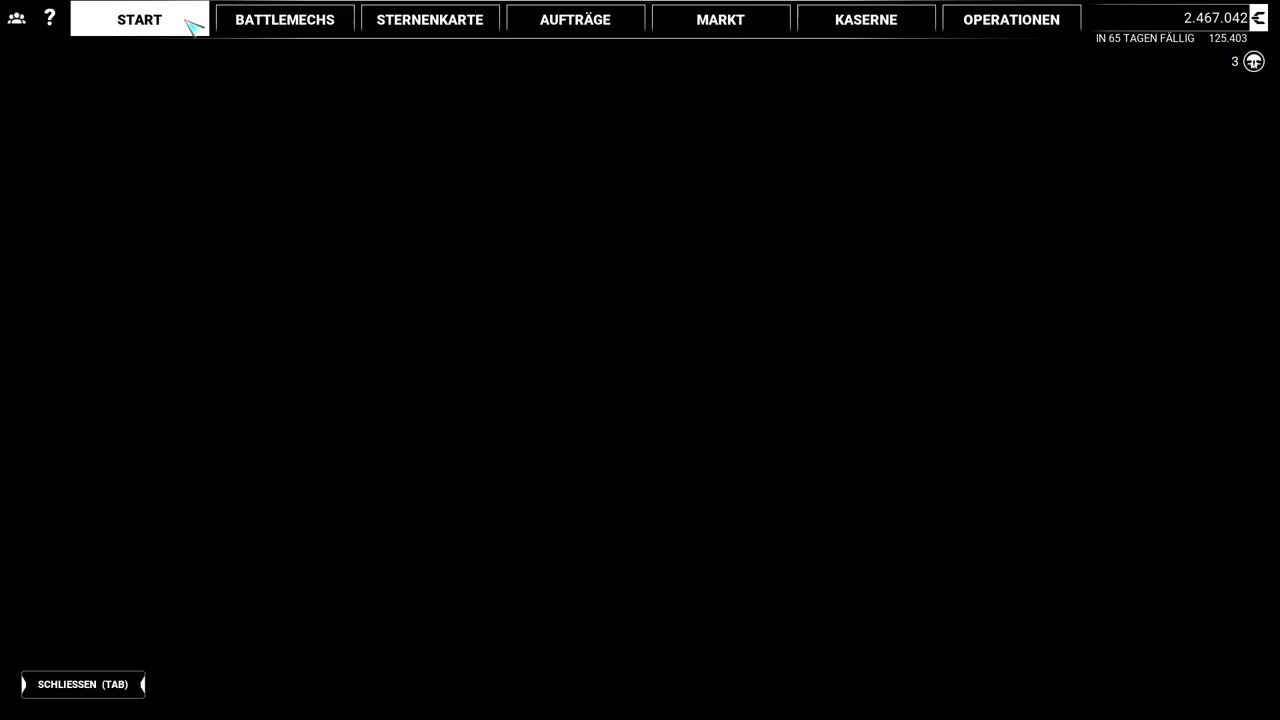 ?
START
BATTLEMECHS
STERNENKARTE
AUFTRÄGE
MARKT
KASERNE
OPERATIONEN
2.467.042
IN 65 TAGEN FÄLLIG 125.403
3
SCHLIESSEN (TAB)